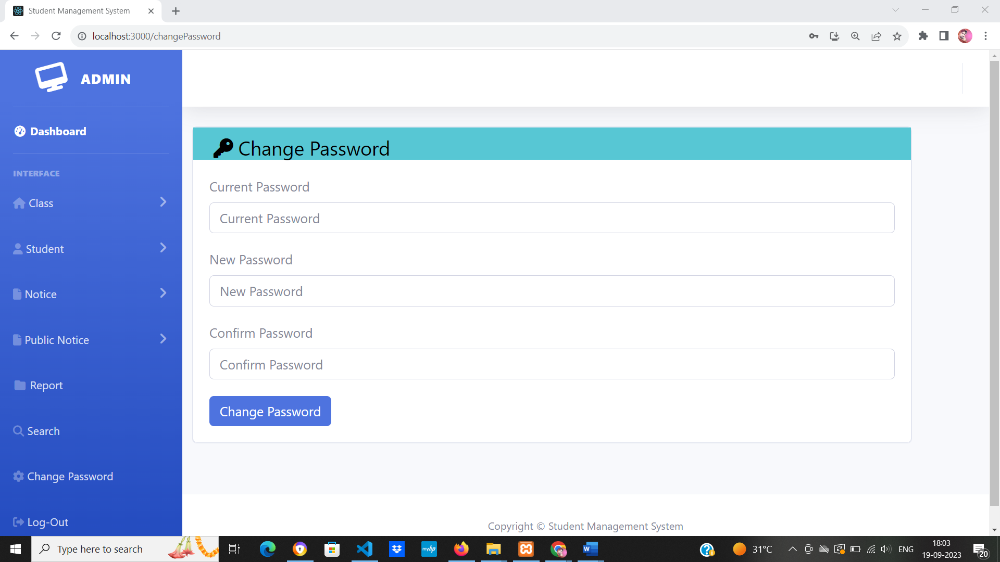 Student Management System
localhost:3000/changePassword
ADMIN
Dashboard
INTERFACE
Class
Student
Notice
Public Notice
Report
Search
Change Password
Log-Out
Change Password
Current Password
Current Password
New Password
New Password
Confirm Password
Confirm Password
Change Password
Copyright © Student Management System
Type here to search
myhp
W
31°C
ENG
18:03
19-09-2023
20